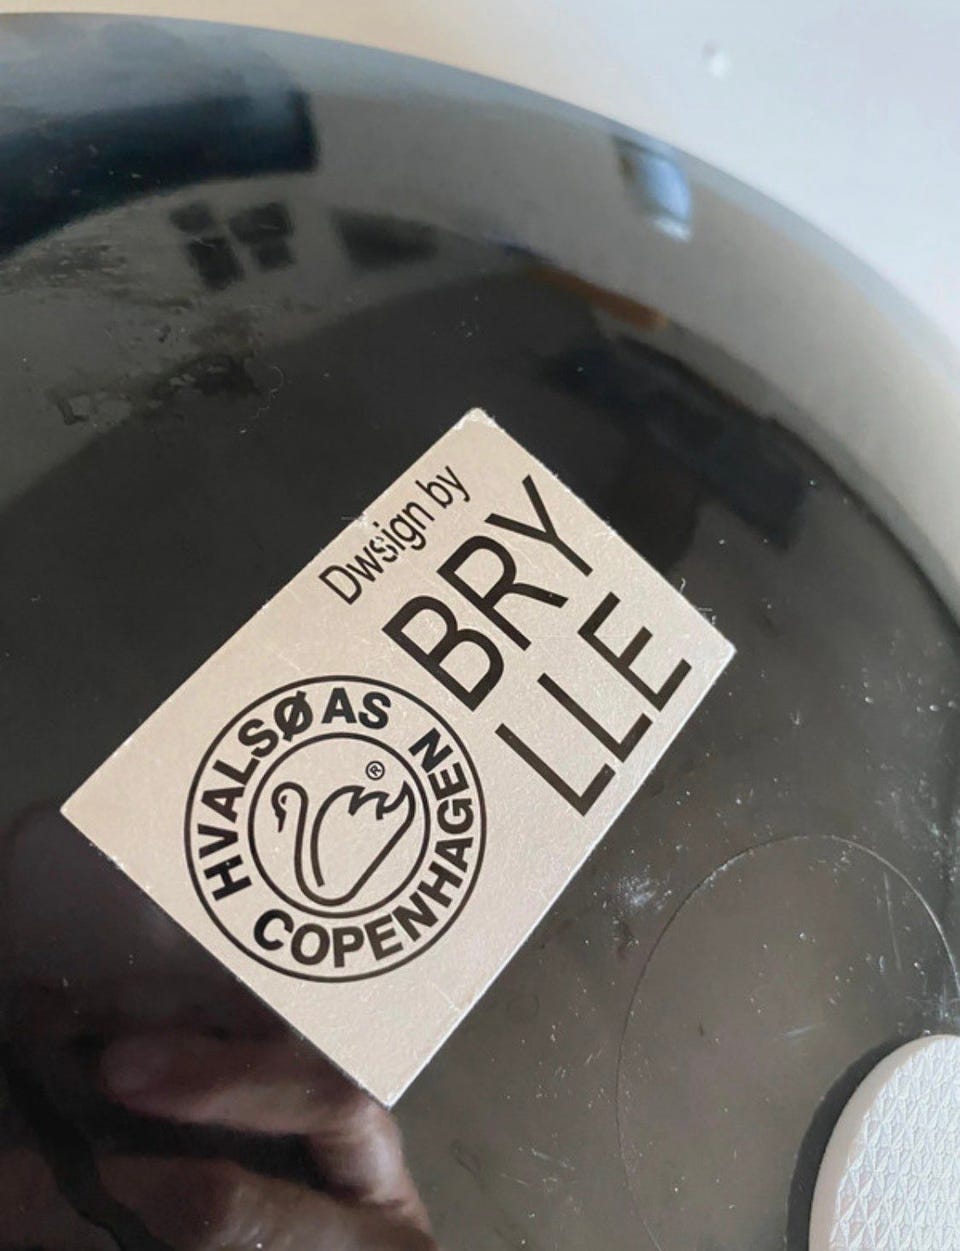 Dwsign by
BRY
LLE
HVALSØ AS
®
COPENHAGEN